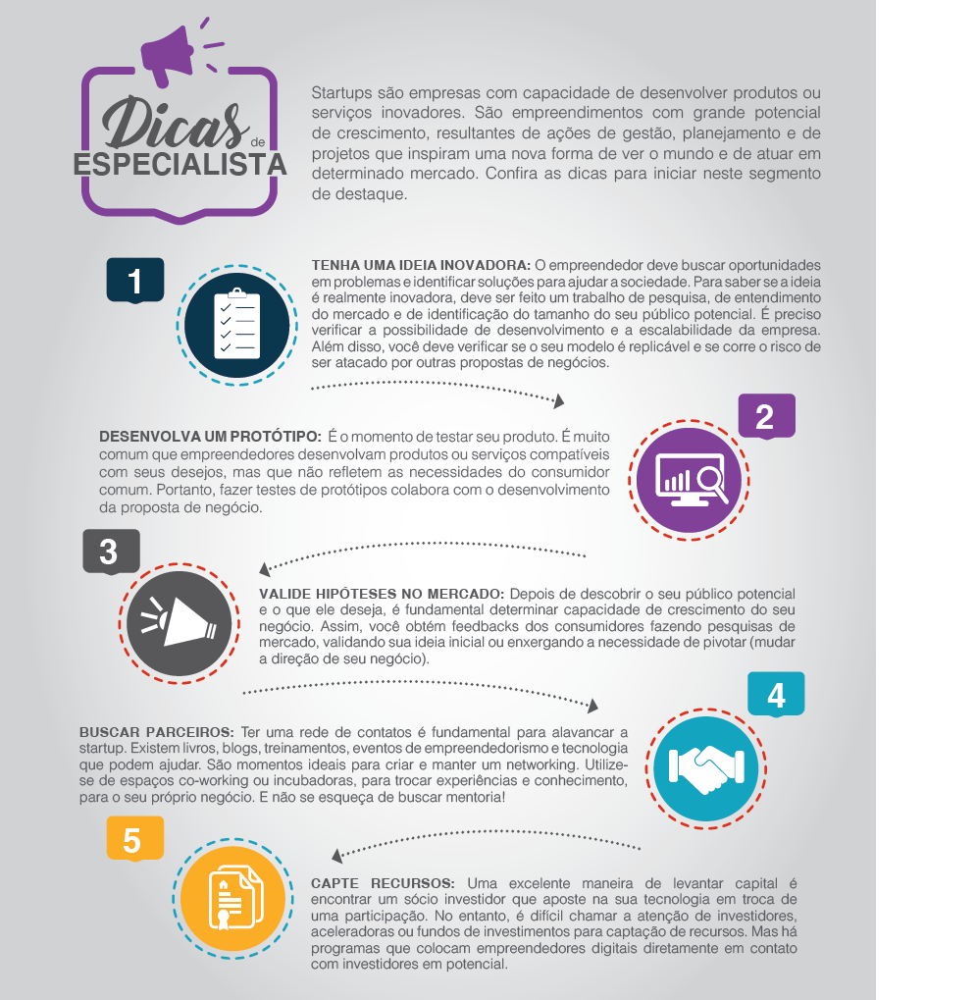 Dicas de
ESPECIALISTA
Startups são empresas com capacidade de desenvolver produtos ou
serviços inovadores. São empreendimentos com grande potencial
de crescimento, resultantes de ações de gestão, planejamento e de
projetos que inspiram uma nova forma de ver o mundo e de atuar em
determinado mercado. Confira as dicas para iniciar neste segmento
de destaque.
1
TENHA UMA IDEIA INOVADORA: O empreendedor deve buscar oportunidades
em problemas e identificar soluções para ajudar a sociedade. Para saber se a ideia
é realmente inovadora, deve ser feito um trabalho de pesquisa, de entendimento
do mercado e de identificação do tamanho do seu público potencial. É preciso
verificar a possibilidade de desenvolvimento e a escalabilidade da empresa.
Além disso, você deve verificar se o seu modelo é replicável e se corre o risco de
ser atacado por outras propostas de negócios.
2
DESENVOLVA UM PROTÓTIPO: É o momento de testar seu produto. É muito
comum que empreendedores desenvolvam produtos ou serviços compatíveis
com seus desejos, mas que não refletem as necessidades do consumidor
comum. Portanto, fazer testes de protótipos colabora com o desenvolvimento
da proposta de negócio.
3
VALIDE HIPÓTESES NO MERCADO: Depois de descobrir o seu público potencial
e o que ele deseja, é fundamental determinar capacidade de crescimento do seu
negócio. Assim, você obtém feedbacks dos consumidores fazendo pesquisas de
mercado, validando sua ideia inicial ou enxergando a necessidade de pivotar (mudar
a direção de seu negócio).
4
BUSCAR PARCEIROS: Ter uma rede de contatos é fundamental para alavancar a
startup. Existem livros, blogs, treinamentos, eventos de empreendedorismo e tecnologia
que podem ajudar. São momentos ideais para criar e manter um networking. Utilize-
se de espaços co-working ou incubadoras, para trocar experiências e conhecimento,
para o seu próprio negócio. E não se esqueça de buscar mentoria!
5
CAPTE RECURSOS: Uma excelente maneira de levantar capital é
encontrar um sócio investidor que aposte na sua tecnologia em troca de
uma participação. No entanto, é difícil chamar a atenção de investidores,
aceleradoras ou fundos de investimentos para captação de recursos. Mas há
programas que colocam empreendedores digitais diretamente em contato
com investidores em potencial.